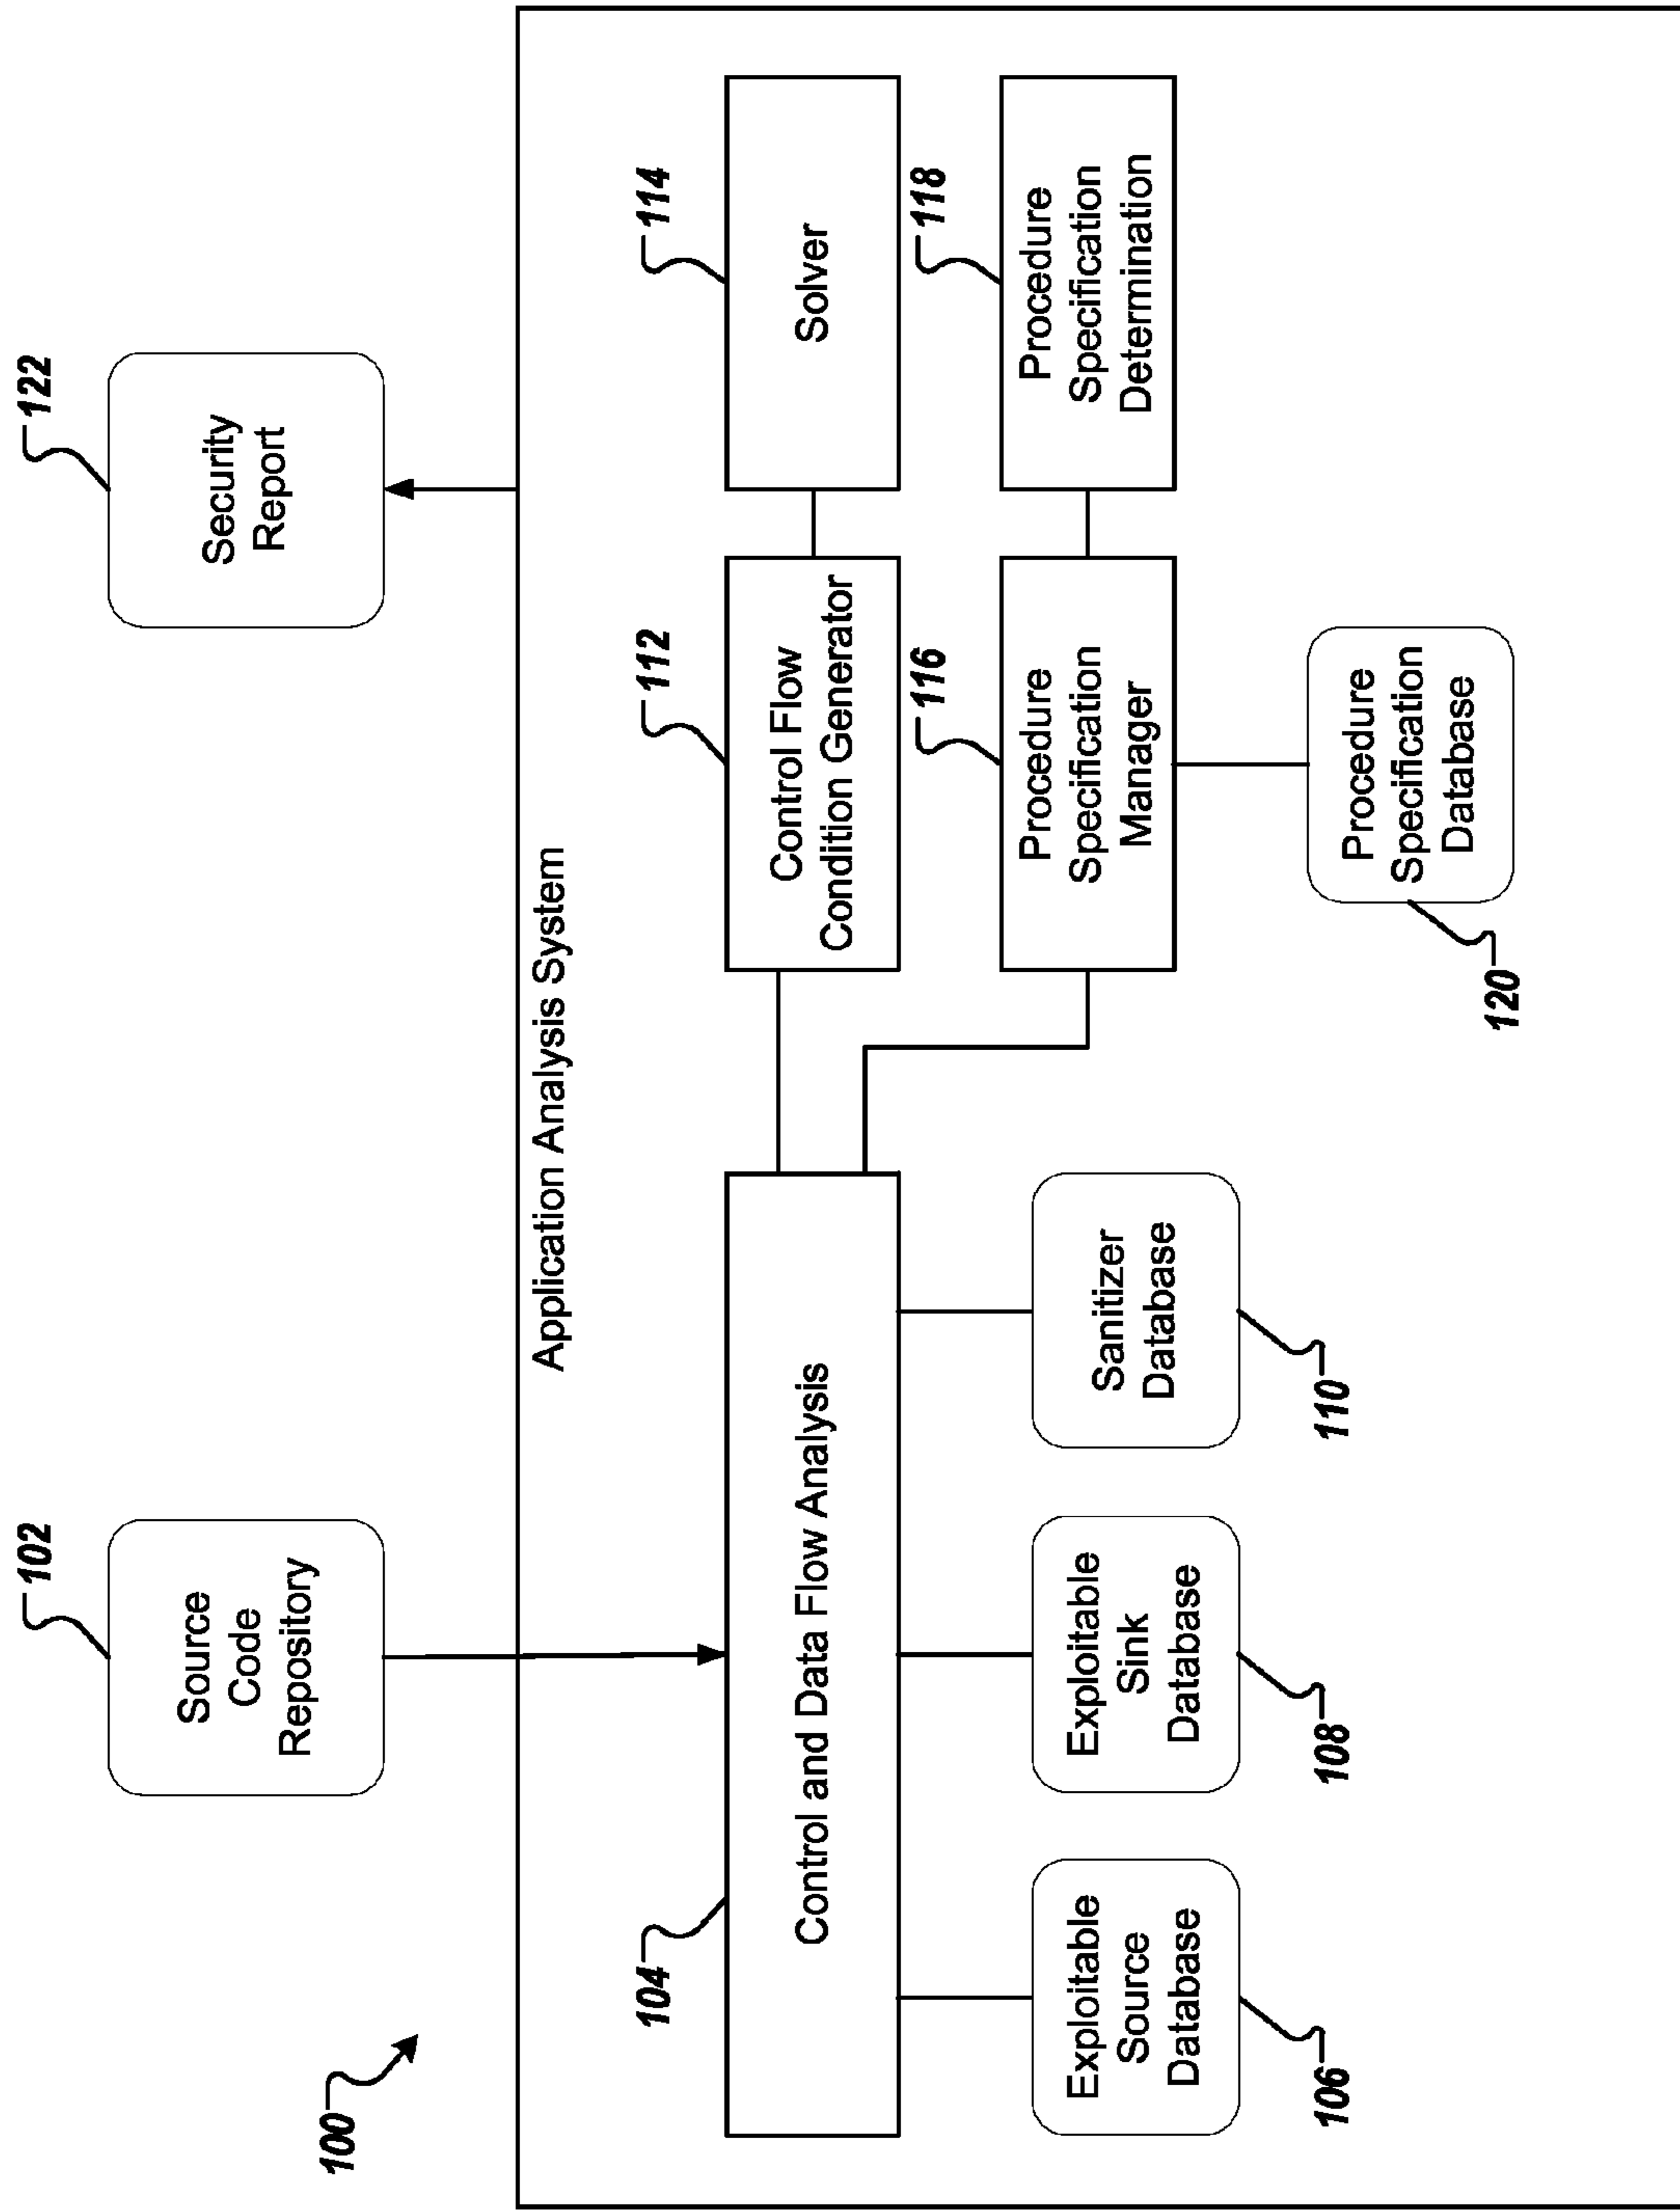 100
102
Source
Code
Repository
122
Security
Report
Application Analysis System
104
Control and Data Flow Analysis
112
Control Flow
Condition Generator
114
Solver
116
Procedure
Specification
Manager
118
Procedure
Specification
Determination
Exploitable
Source
Database
106
Exploitable
Sink
Database
108
Sanitizer
Database
110
Procedure
Specification
Database
120